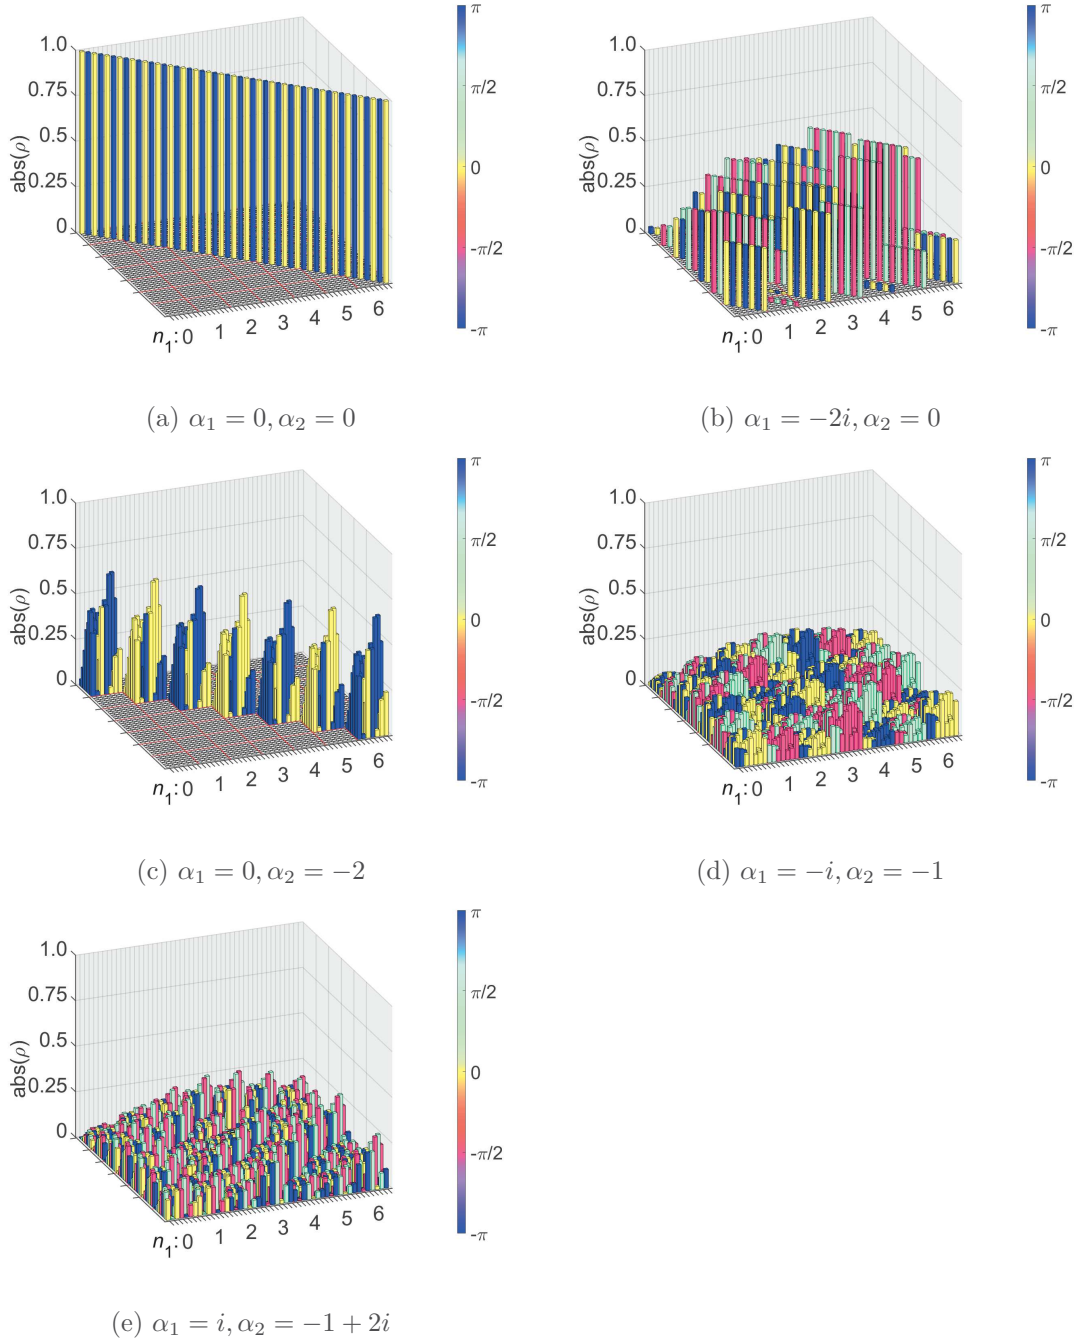 π
1.0
0.75
0.5
0.25
0
abs(ρ)
n1: 0 1 2 3 4 5 6
π/2
0
-π/2
-π
(a) α1 = 0, α2 = 0
π
1.0
0.75
0.5
0.25
0
abs(ρ)
n1: 0 1 2 3 4 5 6
π/2
0
-π/2
-π
(b) α1 = −2i, α2 = 0
π
1.0
0.75
0.5
0.25
0
abs(ρ)
n1: 0 1 2 3 4 5 6
π/2
0
-π/2
-π
(c) α1 = 0, α2 = −2
π
1.0
0.75
0.5
0.25
0
abs(ρ)
n1: 0 1 2 3 4 5 6
π/2
0
-π/2
-π
(d) α1 = −i, α2 = −1
π
1.0
0.75
0.5
0.25
0
abs(ρ)
n1: 0 1 2 3 4 5 6
π/2
0
-π/2
-π
(e) α1 = i, α2 = −1 + 2i